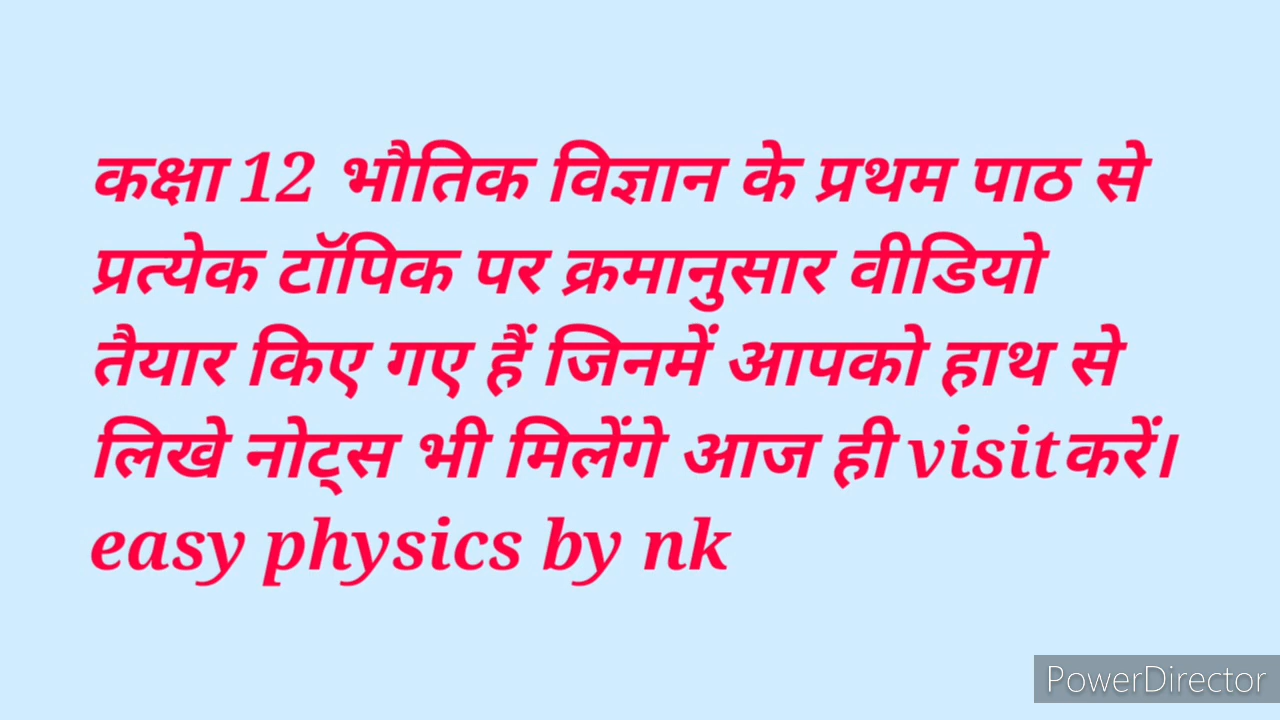 कक्षा 12 भौतिक विज्ञान के प्रथम पाठ से
प्रत्येक टॉपिक पर क्रमानुसार वीडियो
तैयार किए गए हैं जिनमें आपको हाथ से
लिखे नोट्स भी मिलेंगे आज ही visit करें।
easy physics by nk
PowerDirector